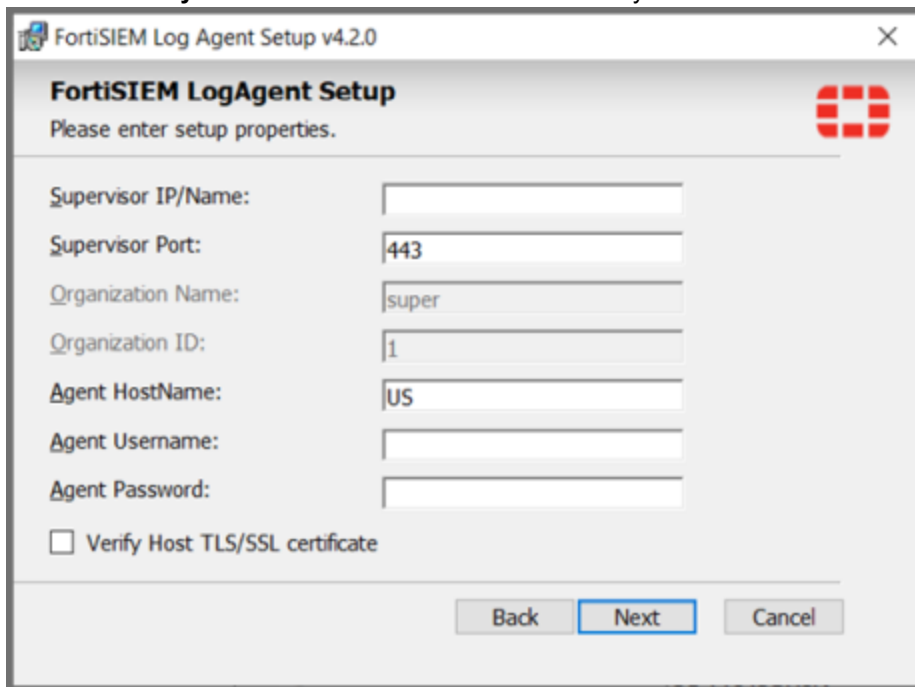 FortiSIEM Log Agent Setup v4.2.0
FortiSIEM LogAgent Setup
Please enter setup properties.
Supervisor IP/Name:
Supervisor Port: 443
Organization Name: super
Organization ID: 1
Agent HostName: US
Agent Username:
Agent Password:
Verify Host TLS/SSL certificate
Back Next Cancel